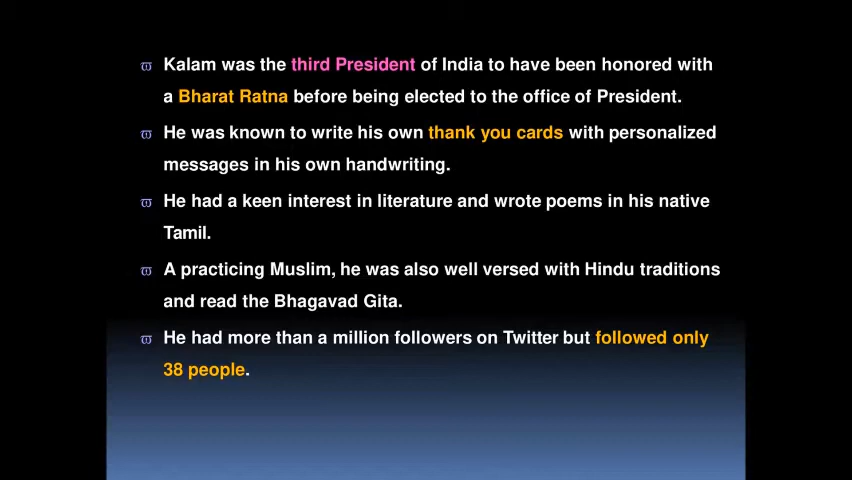 ϖ Kalam was the third President of India to have been honored with
a Bharat Ratna before being elected to the office of President.
ϖ He was known to write his own thank you cards with personalized
messages in his own handwriting.
ϖ He had a keen interest in literature and wrote poems in his native
Tamil.
ϖ A practicing Muslim, he was also well versed with Hindu traditions
and read the Bhagavad Gita.
ϖ He had more than a million followers on Twitter but followed only
38 people.